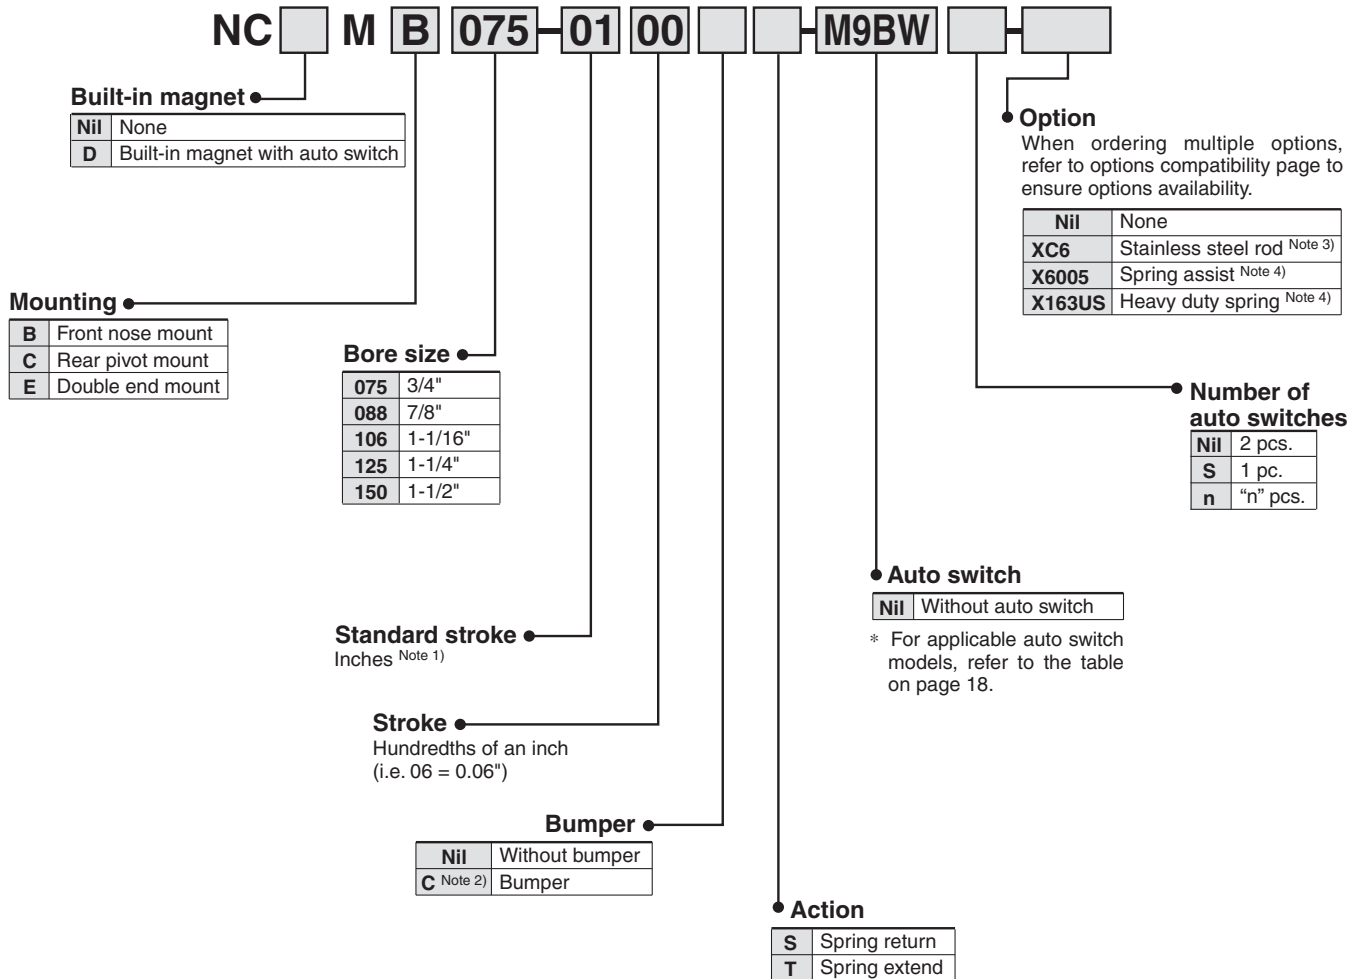 NC M B 075-01 00 - M9BW -
Built-in magnet
Nil None
D Built-in magnet with auto switch
Option
When ordering multiple options,
refer to options compatibility page to
ensure options availability.
Nil None
XC6 Stainless steel rod Note 3)
X6005 Spring assist Note 4)
X163US Heavy duty spring Note 4)
Mounting
B Front nose mount
C Rear pivot mount
E Double end mount
Bore size
075 3/4"
088 7/8"
106 1-1/16"
125 1-1/4"
150 1-1/2"
Number of
auto switches
Nil 2 pcs.
S 1 pc.
n “n” pcs.
Auto switch
Nil Without auto switch
* For applicable auto switch
models, refer to the table
on page 18.
Standard stroke
Inches Note 1)
Stroke
Hundredths of an inch
(i.e. 06 = 0.06")
Bumper
Nil Without bumper
C Note 2) Bumper
Action
S Spring return
T Spring extend